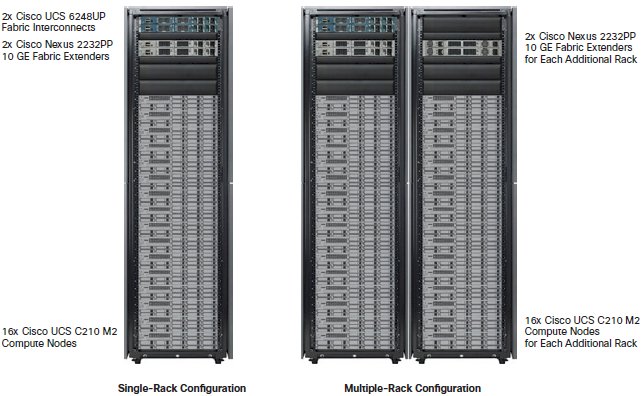 2x Cisco UCS 6248UP
Fabric Interconnects
2x Cisco Nexus 2232PP
10 GE Fabric Extenders
2x Cisco Nexus 2232PP
10 GE Fabric Extenders
for Each Additional Rack
16x Cisco UCS C210 M2
Compute Nodes
16x Cisco UCS C210 M2
Compute Nodes
for Each Additional Rack
Single-Rack Configuration
Multiple-Rack Configuration